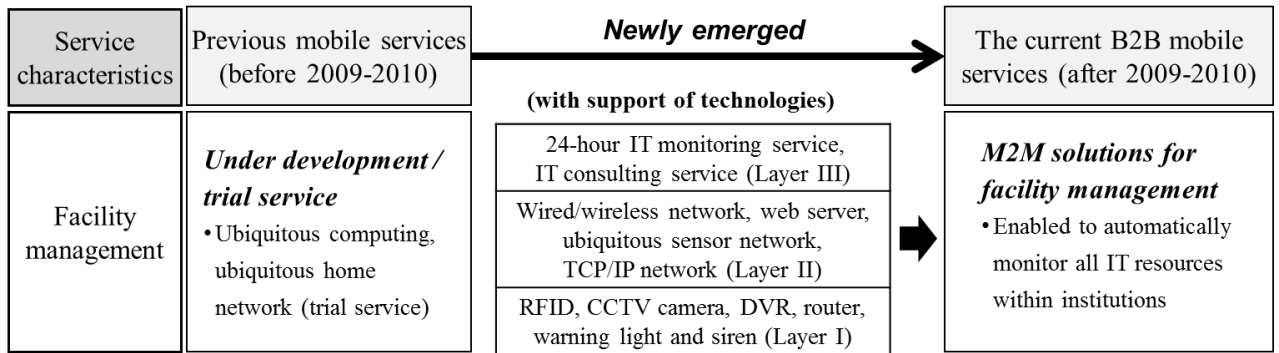 Service
characteristics
Previous mobile services
(before 2009-2010)
Newly emerged
The current B2B mobile
services (after 2009-2010)
(with support of technologies)
Facility
management
Under development /
trial service
•Ubiquitous computing,
ubiquitous home
network (trial service)
24-hour IT monitoring service,
IT consulting service (Layer III)
Wired/wireless network, web server,
ubiquitous sensor network,
TCP/IP network (Layer II)
RFID, CCTV camera, DVR, router,
warning light and siren (Layer I)
M2M solutions for
facility management
•Enabled to automatically
monitor all IT resources
within institutions